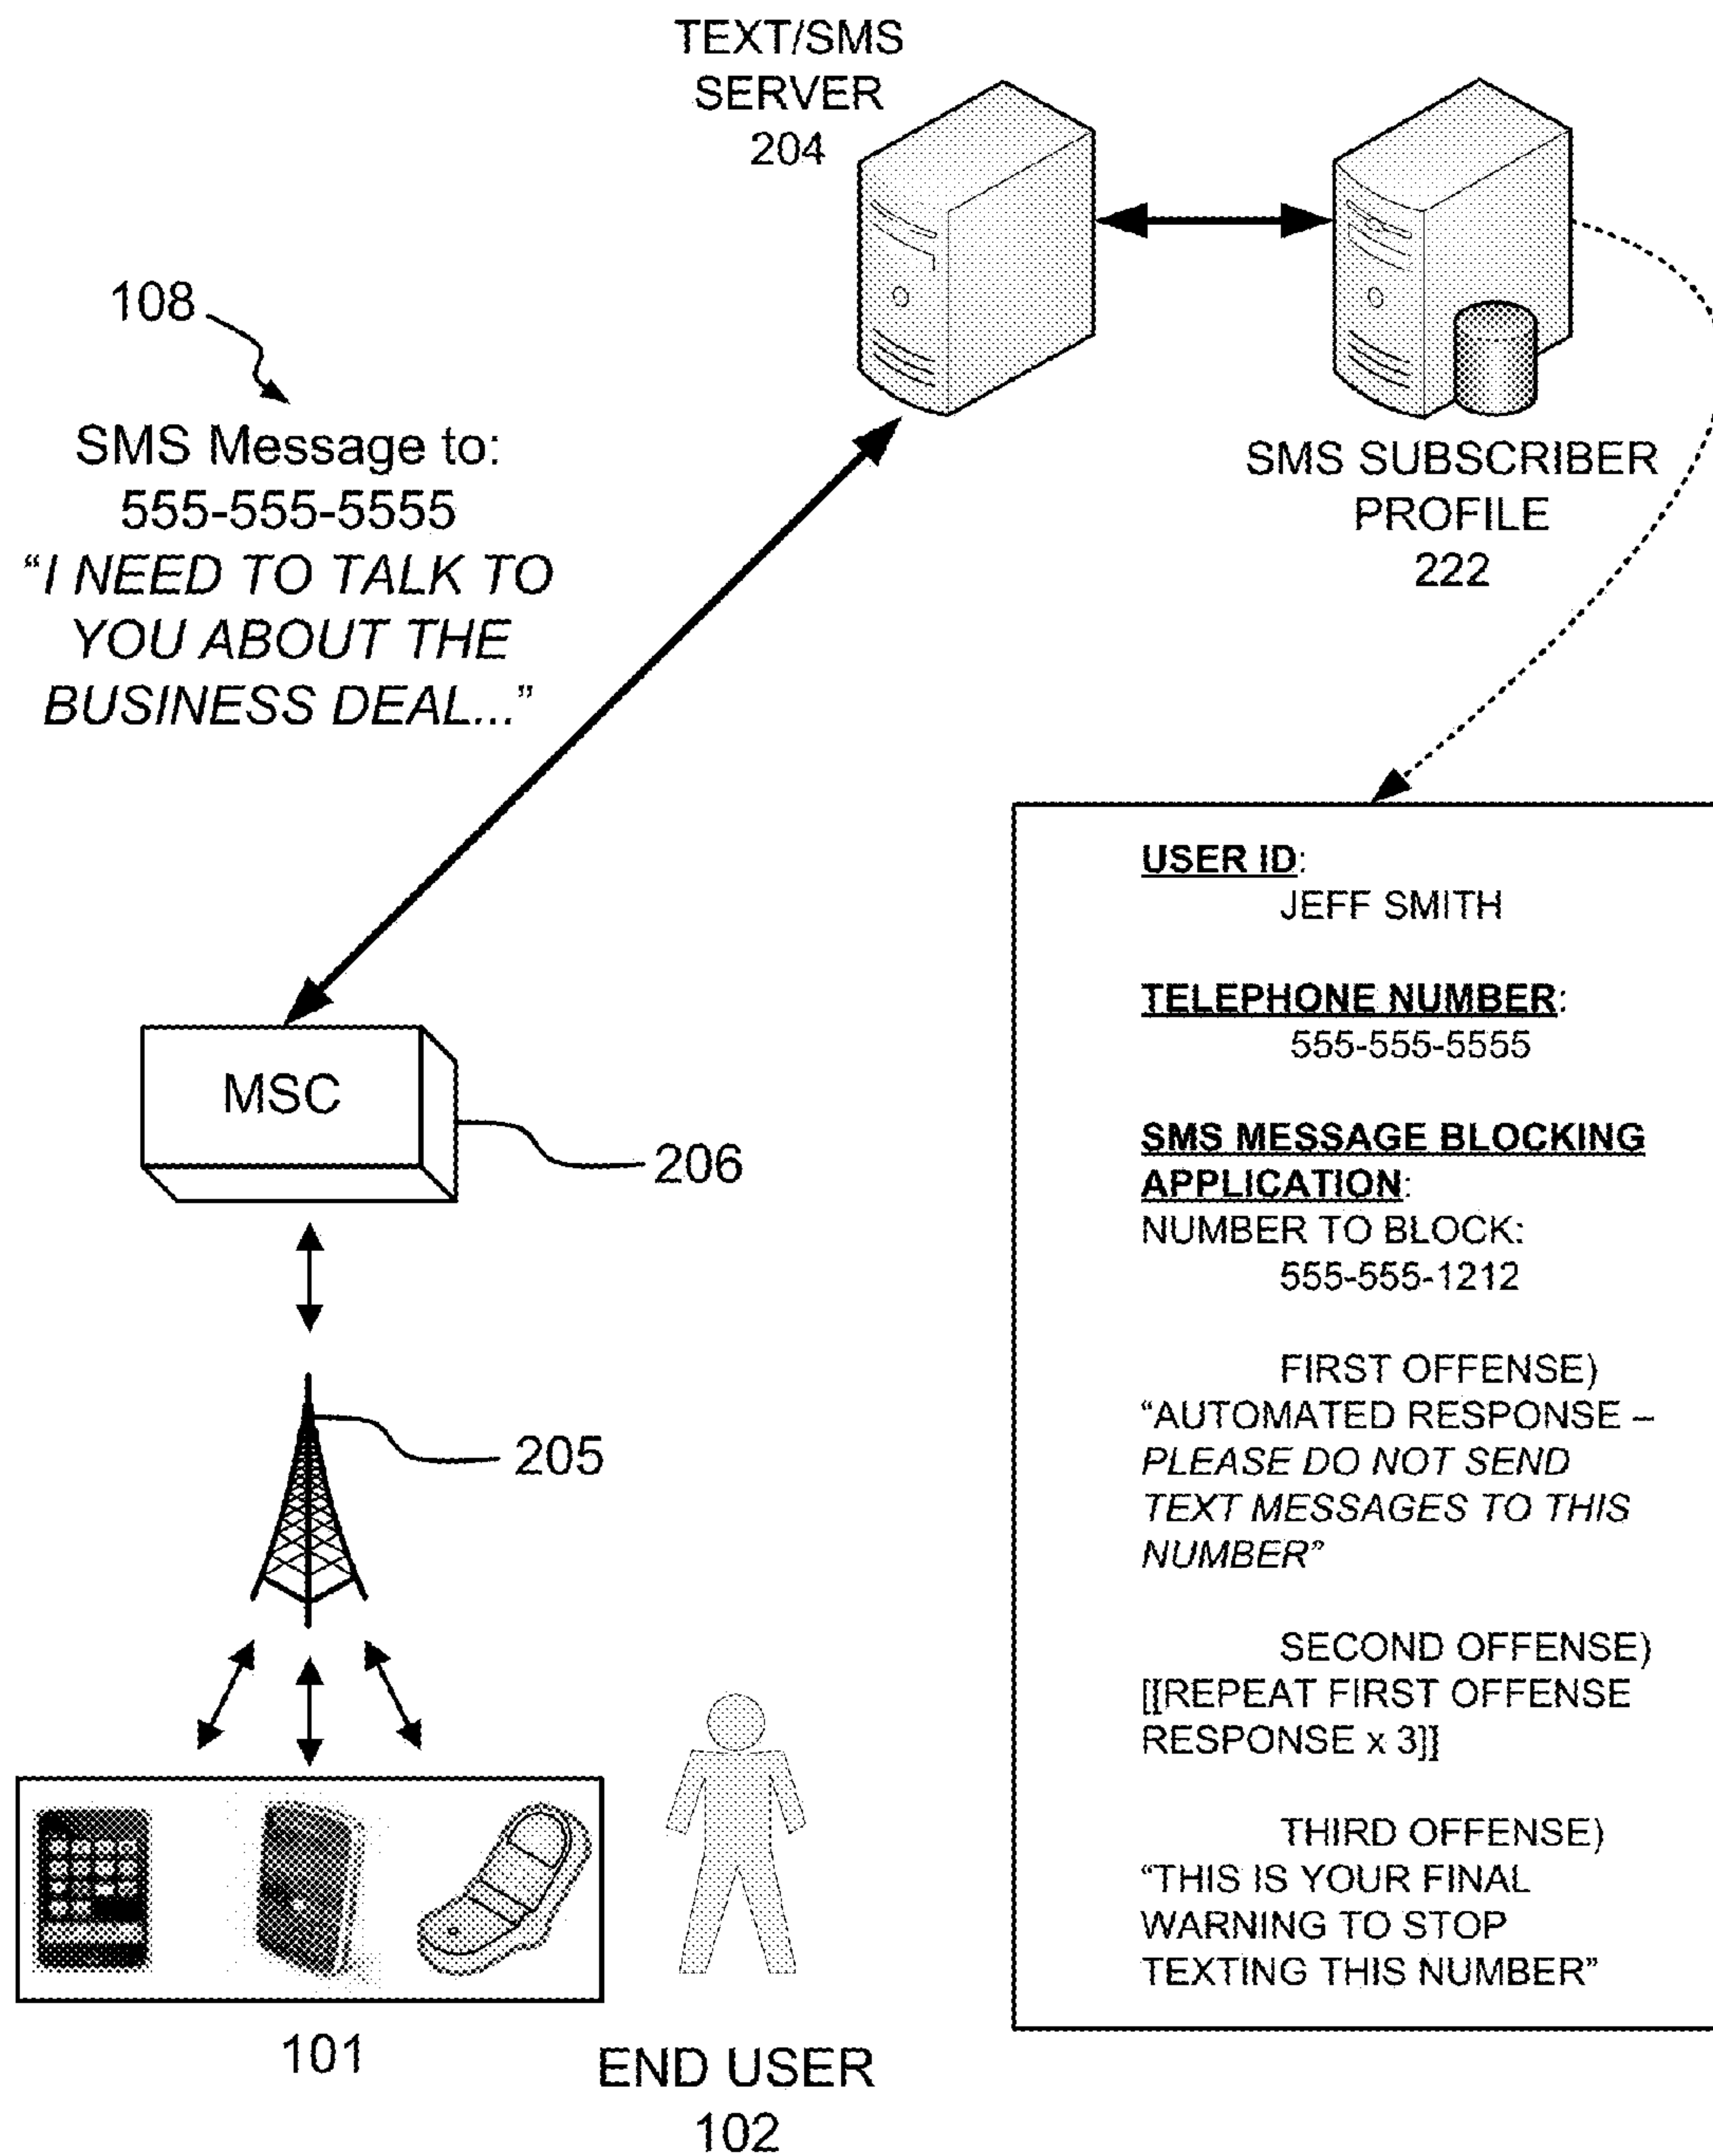 TEXT/SMS
SERVER
204
108
SMS Message to:
555-555-5555
“I NEED TO TALK TO
YOU ABOUT THE
BUSINESS DEAL...”
SMS SUBSCRIBER
PROFILE
222
MSC
206
205
101
END USER
102
USER ID:
JEFF SMITH
TELEPHONE NUMBER:
555-555-5555
SMS MESSAGE BLOCKING
APPLICATION:
NUMBER TO BLOCK:
555-555-1212
FIRST OFFENSE)
“AUTOMATED RESPONSE –
PLEASE DO NOT SEND
TEXT MESSAGES TO THIS
NUMBER”
SECOND OFFENSE)
[[REPEAT FIRST OFFENSE
RESPONSE x 3]]
THIRD OFFENSE)
“THIS IS YOUR FINAL
WARNING TO STOP
TEXTING THIS NUMBER”